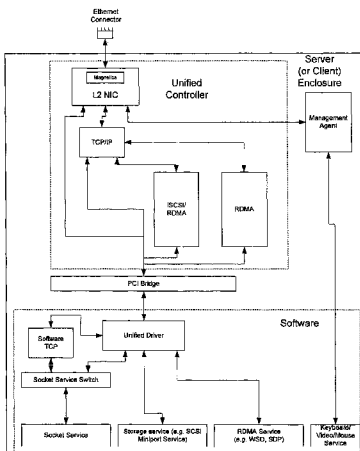 Ethernet
Connector
Server
(or Client)
Enclosure
Magnetics
L2 NIC
Unified
Controller
Management
Agent
TCP/IP
iSCSI/
RDMA
RDMA
PCI Bridge
Software
Software
TCP
Unified Driver
Socket Service Switch
Socket Service
Storage service (e.g. SCSI
Miniport Service)
RDMA Service
(e.g. WSD, SDP)
Keyboard/
Video/Mouse
Service